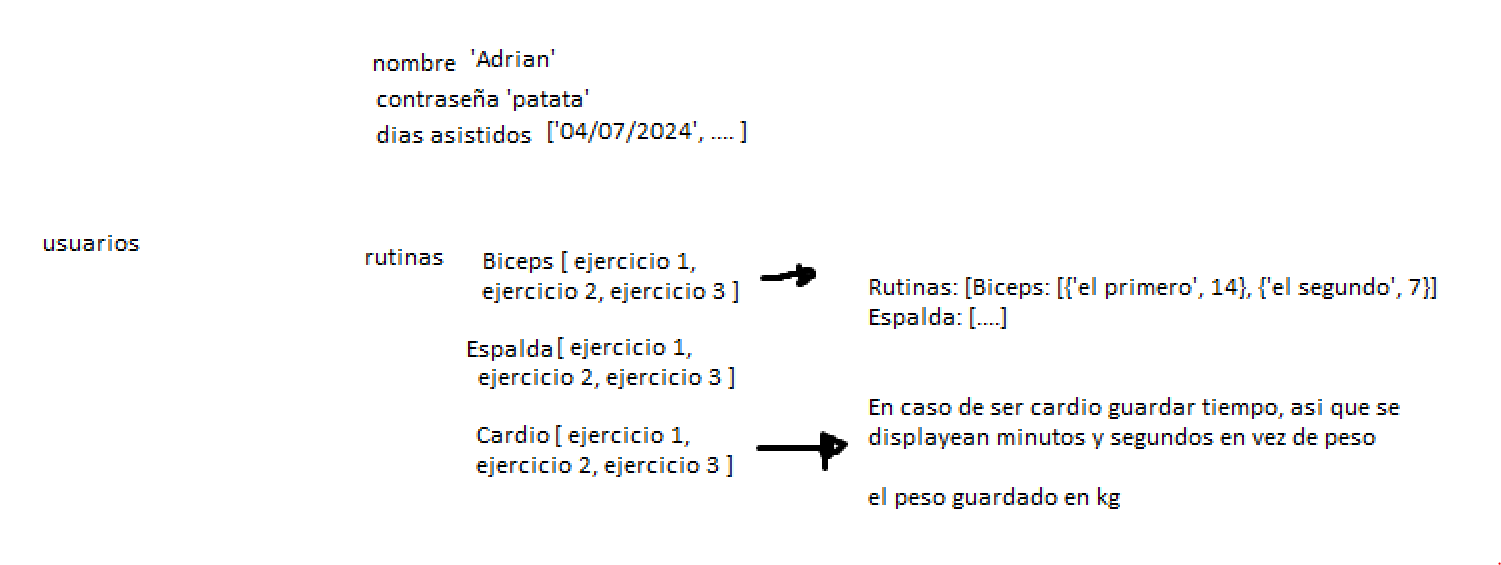 nombre 'Adrian'
contraseña 'patata'
dias asistidos ['04/07/2024', .... ]
usuarios
rutinas
Biceps [ ejercicio 1,
ejercicio 2, ejercicio 3 ]
Espalda [ ejercicio 1,
ejercicio 2, ejercicio 3 ]
Cardio [ ejercicio 1,
ejercicio 2, ejercicio 3 ]
Rutinas: [Biceps: [{'el primero', 14}, {'el segundo', 7}]
Espalda: [....]
En caso de ser cardio guardar tiempo, asi que se
displayean minutos y segundos en vez de peso
el peso guardado en kg